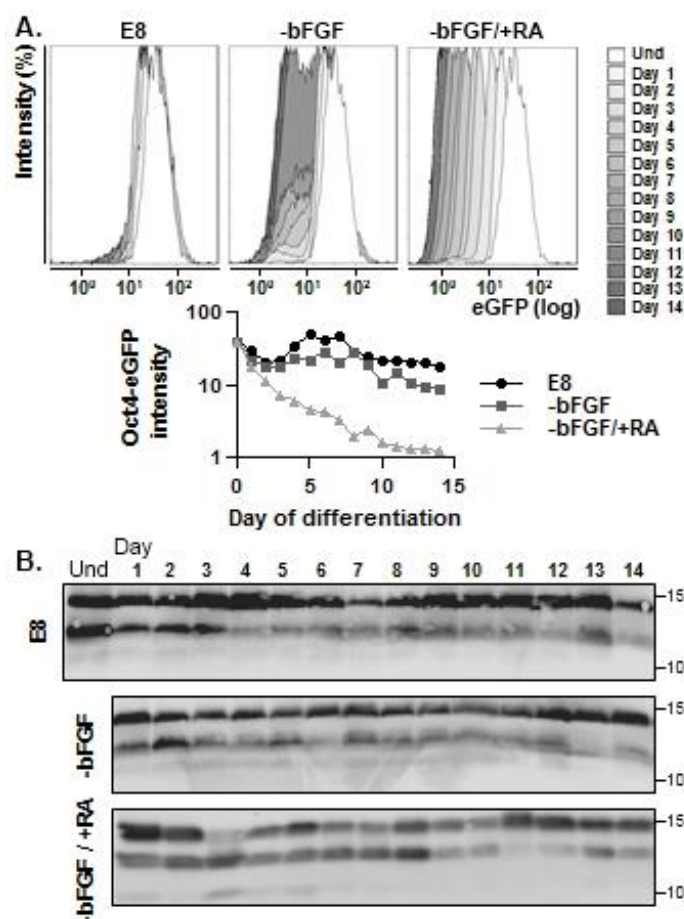 A.
E8
-bFGF
-bFGF/+RA
Intensity (%)
10⁰ 10¹ 10²
10⁰ 10¹ 10²
10⁰ 10¹ 10²
eGFP (log)
Und
Day 1
Day 2
Day 3
Day 4
Day 5
Day 6
Day 7
Day 8
Day 9
Day 10
Day 11
Day 12
Day 13
Day 14
Oct4-eGFP
intensity
100
10
1
0 5 10 15
Day of differentiation
E8
-bFGF
-bFGF/+RA
B.
Day
Und 1 2 3 4 5 6 7 8 9 10 11 12 13 14
E8
-15
-10
-bFGF
-15
-10
-bFGF / +RA
-15
-10